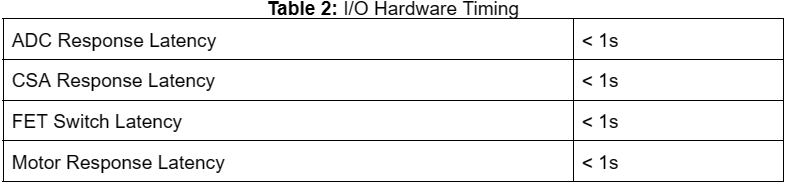 Table 2: I/O Hardware Timing
ADC Response Latency < 1s
CSA Response Latency < 1s
FET Switch Latency < 1s
Motor Response Latency < 1s